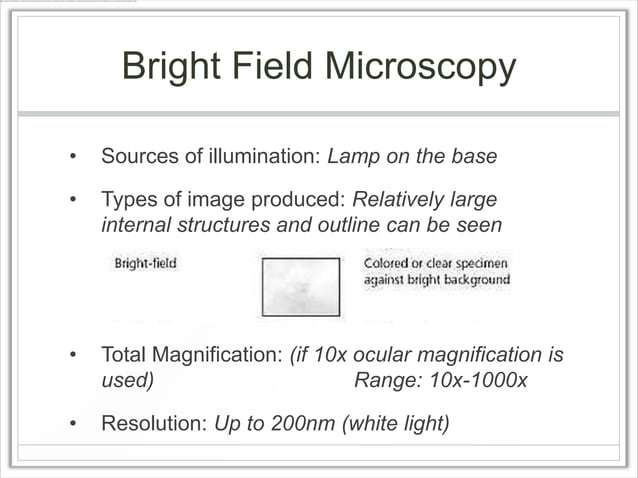 Bright Field Microscopy
• Sources of illumination: Lamp on the base
• Types of image produced: Relatively large
internal structures and outline can be seen
Bright-field
Colored or clear specimen
against bright background
• Total Magnification: (if 10x ocular magnification is
used) Range: 10x-1000x
• Resolution: Up to 200nm (white light)